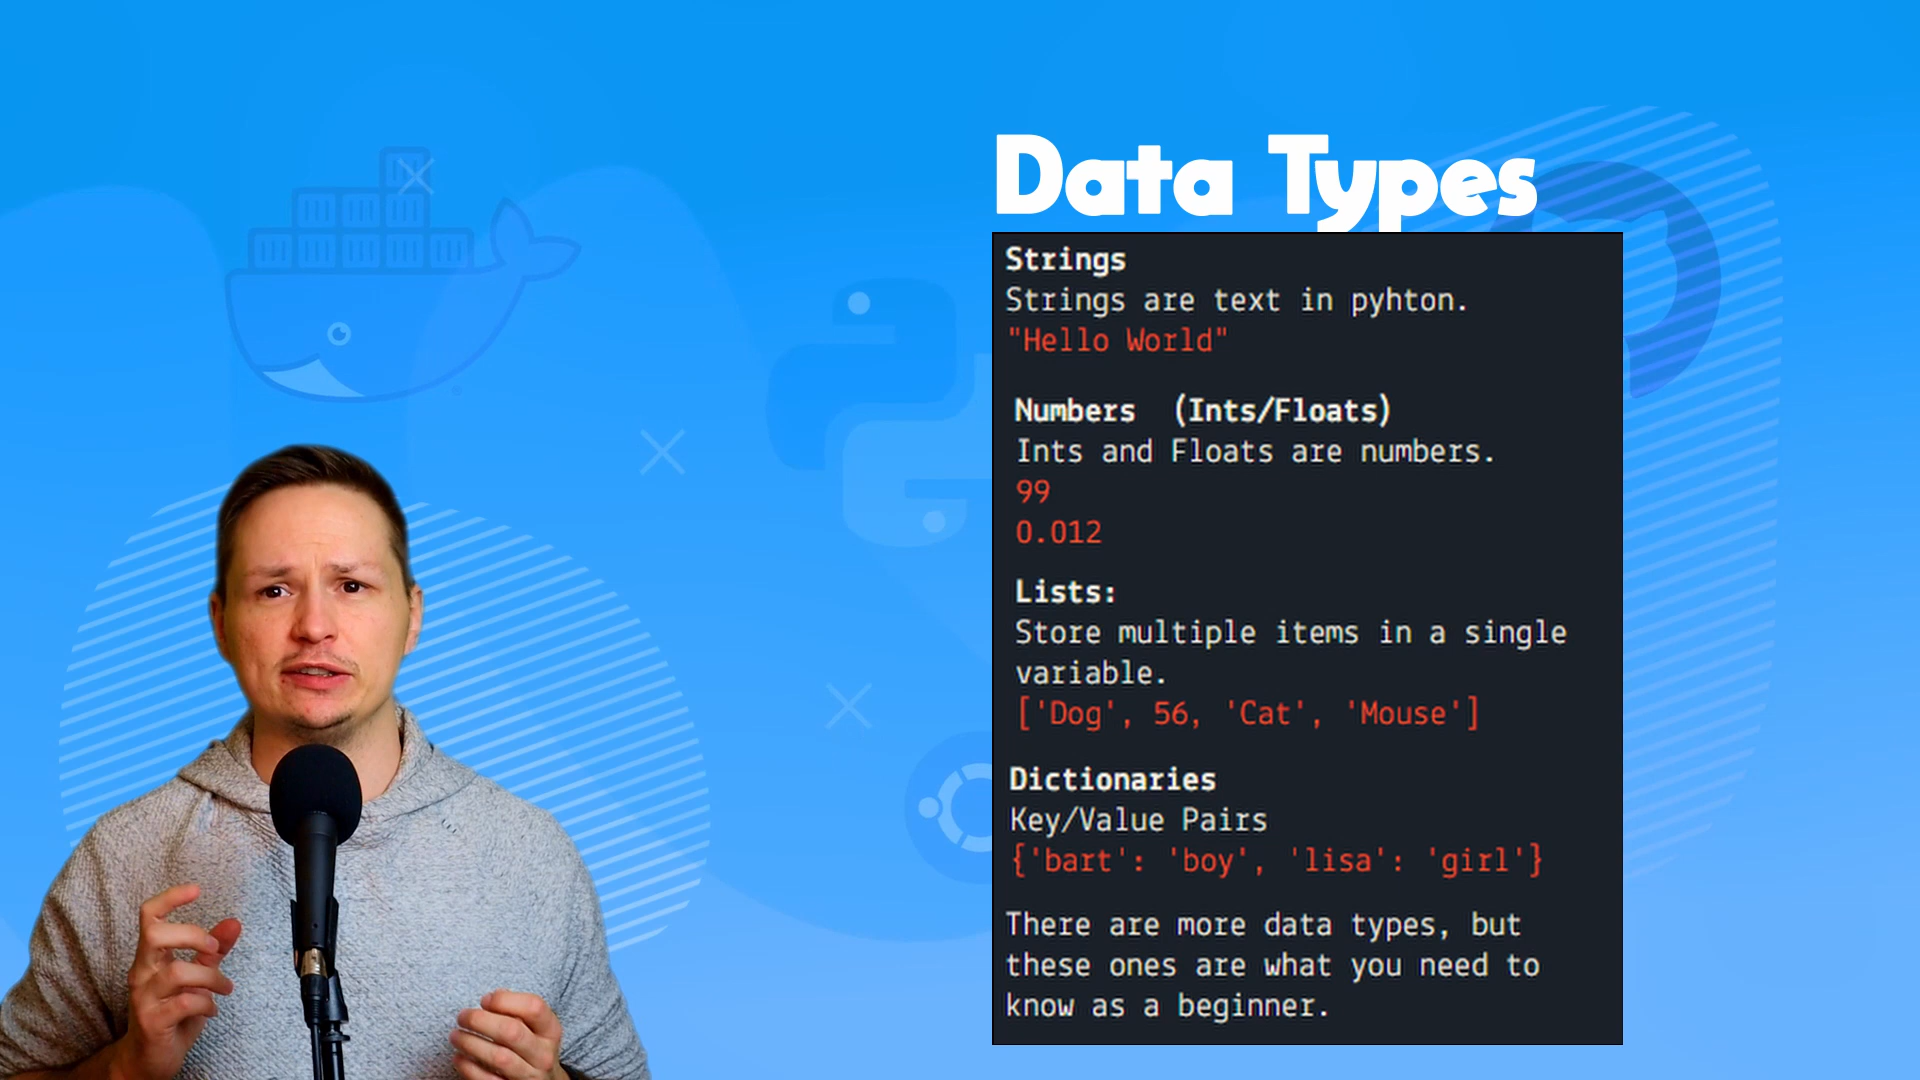 Data Types
Strings
Strings are text in pyhton.
"Hello World"
Numbers  (Ints/Floats)
Ints and Floats are numbers.
99
0.012
Lists:
Store multiple items in a single
variable.
['Dog', 56, 'Cat', 'Mouse']
Dictionaries
Key/Value Pairs
{'bart': 'boy', 'lisa': 'girl'}
There are more data types, but
these ones are what you need to
know as a beginner.